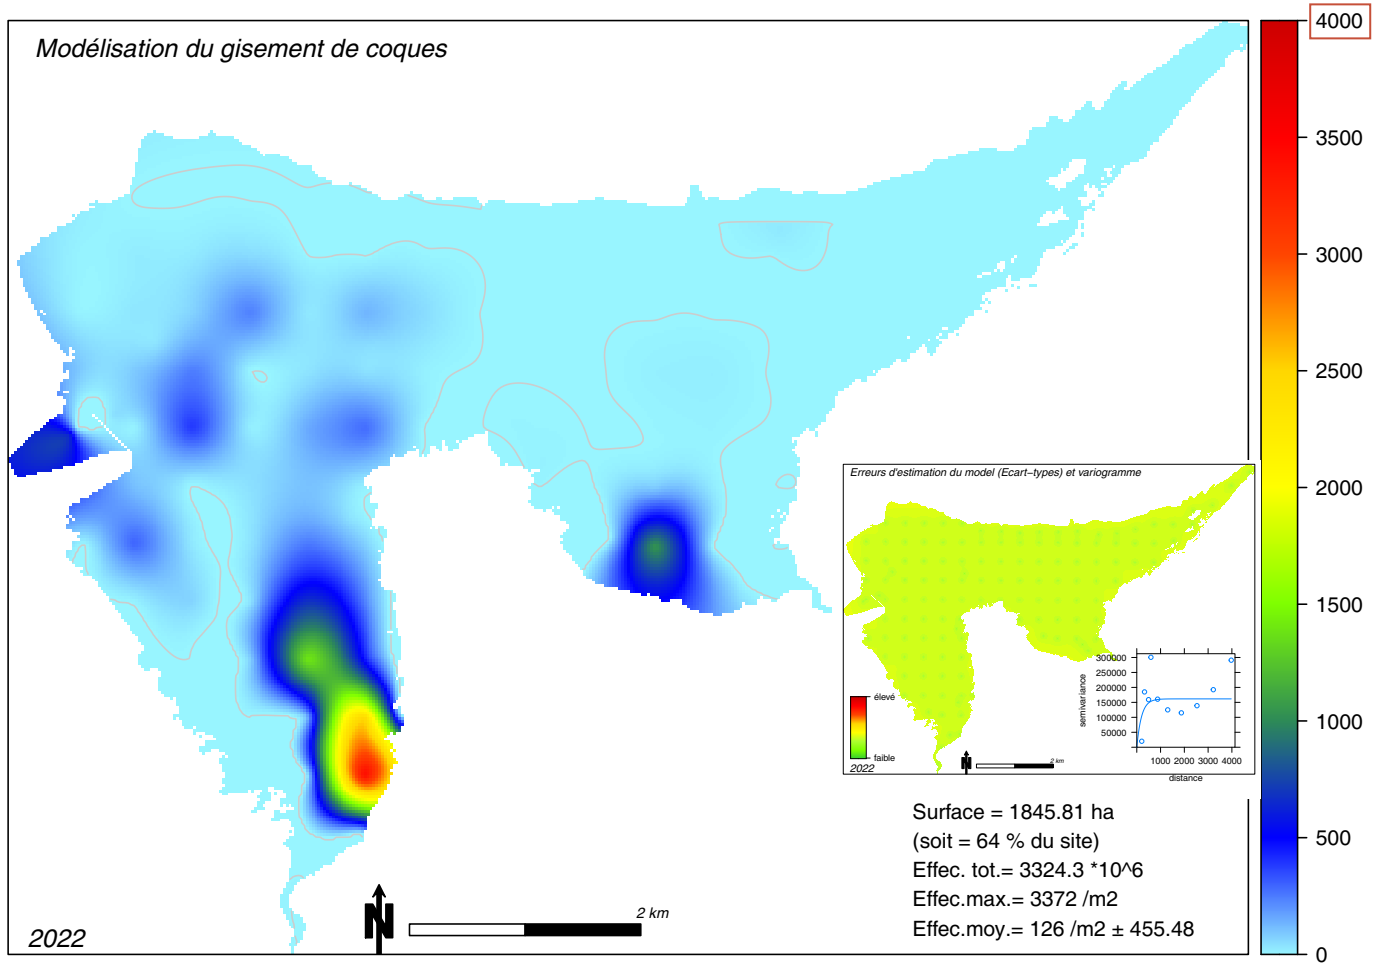 Modélisation du gisement de coques
4000
3500
3000
2500
2000
1500
1000
500
0
Erreurs d'estimation du model (Ecart–types) et variogramme
élevé
faible
2022
N
2 km
semivariance
300000
250000
200000
150000
100000
50000
1000 2000 3000 4000
distance
Surface = 1845.81 ha
(soit = 64 % du site)
Effec. tot.= 3324.3 *10^6
Effec.max.= 3372 /m2
Effec.moy.= 126 /m2 ± 455.48
2022
N
2 km